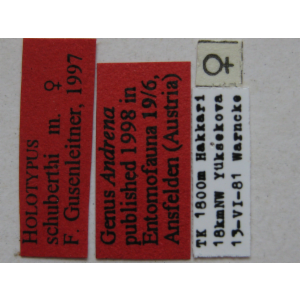 HOLOTYPUS ♀
schuberthi m.
F. Gusenleitner, 1997
Genus Andrena
published 1998 in
Entomofauna 19/6,
Ansfelden (Austria)
♀
TK 1800m Hakkari
18kmNW Yüksekova
13-VI-81 Warncke